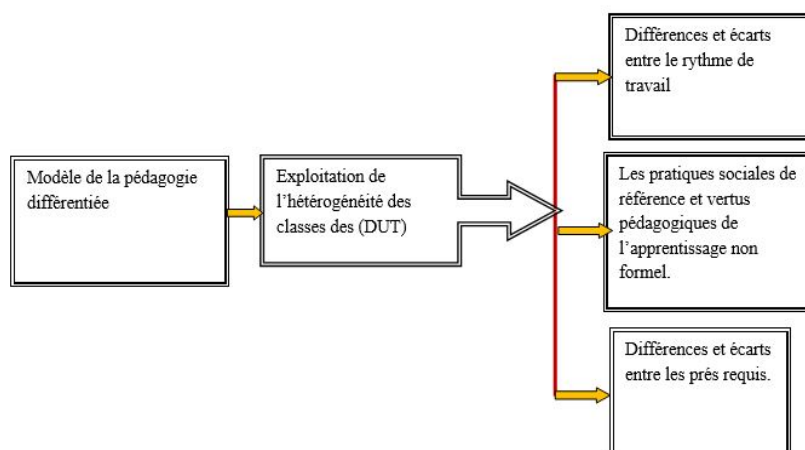 Modèle de la pédagogie
différentiée
Exploitation de
l'hétérogénéité des
classes des (DUT)
Différences et écarts
entre le rythme de
travail
Les pratiques sociales de
référence et vertus
pédagogiques de
l'apprentissage non
formel.
Différences et écarts
entre les prés requis.